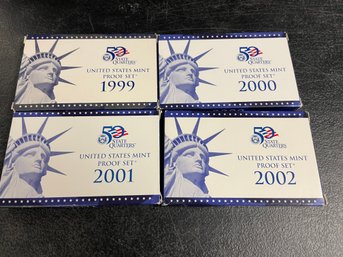 50
STATE
QUARTERS®
UNITED STATES MINT
PROOF SET®
1999
50
STATE
QUARTERS®
UNITED STATES MINT
PROOF SET®
2000
50
STATE
QUARTERS®
UNITED STATES MINT
PROOF SET®
2001
50
STATE
QUARTERS®
UNITED STATES MINT
PROOF SET®
2002